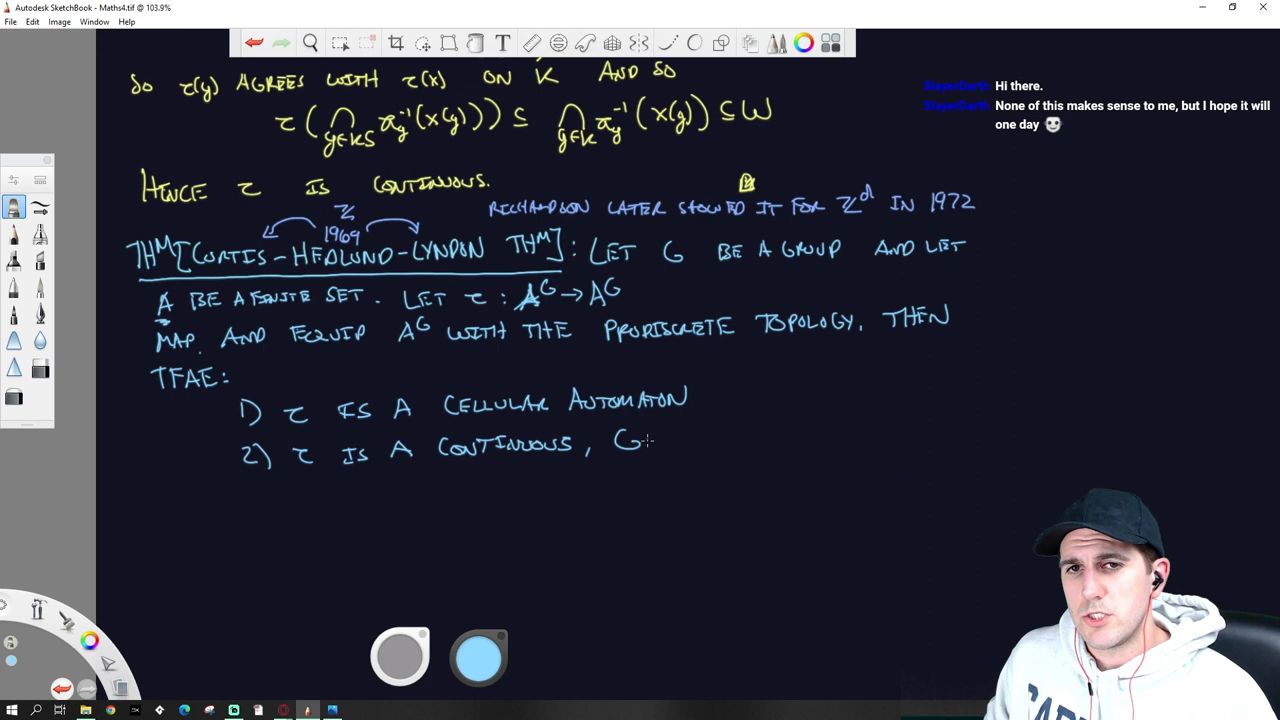 Autodesk SketchBook - Maths4.tif @ 103.9%
File Edit Image Window Help
SO τ(y) AGREES WITH τ(x) ON K AND SO
τ(⋂_{g∈KS} π_g^{-1}(x(g))) ⊆ ⋂_{g∈K} π_g^{-1}(x(g)) ⊆ W
HENCE τ IS CONTINUOUS.
ℤ
RICHARDSON LATER SHOWED IT FOR ℤ^d IN 1972
1969
THM[CURTIS-HEDLUND-LYNDON THM]: LET G BE A GROUP AND LET
A BE A FINITE SET. LET τ: A^G → A^G
MAP. AND EQUIP A^G WITH THE PRODISCRETE TOPOLOGY. THEN
TFAE:
1) τ IS A CELLULAR AUTOMATON
2) τ IS A CONTINUOUS, G-
SlayerDarth Hi there.
SlayerDarth None of this makes sense to me, but I hope it will
one day